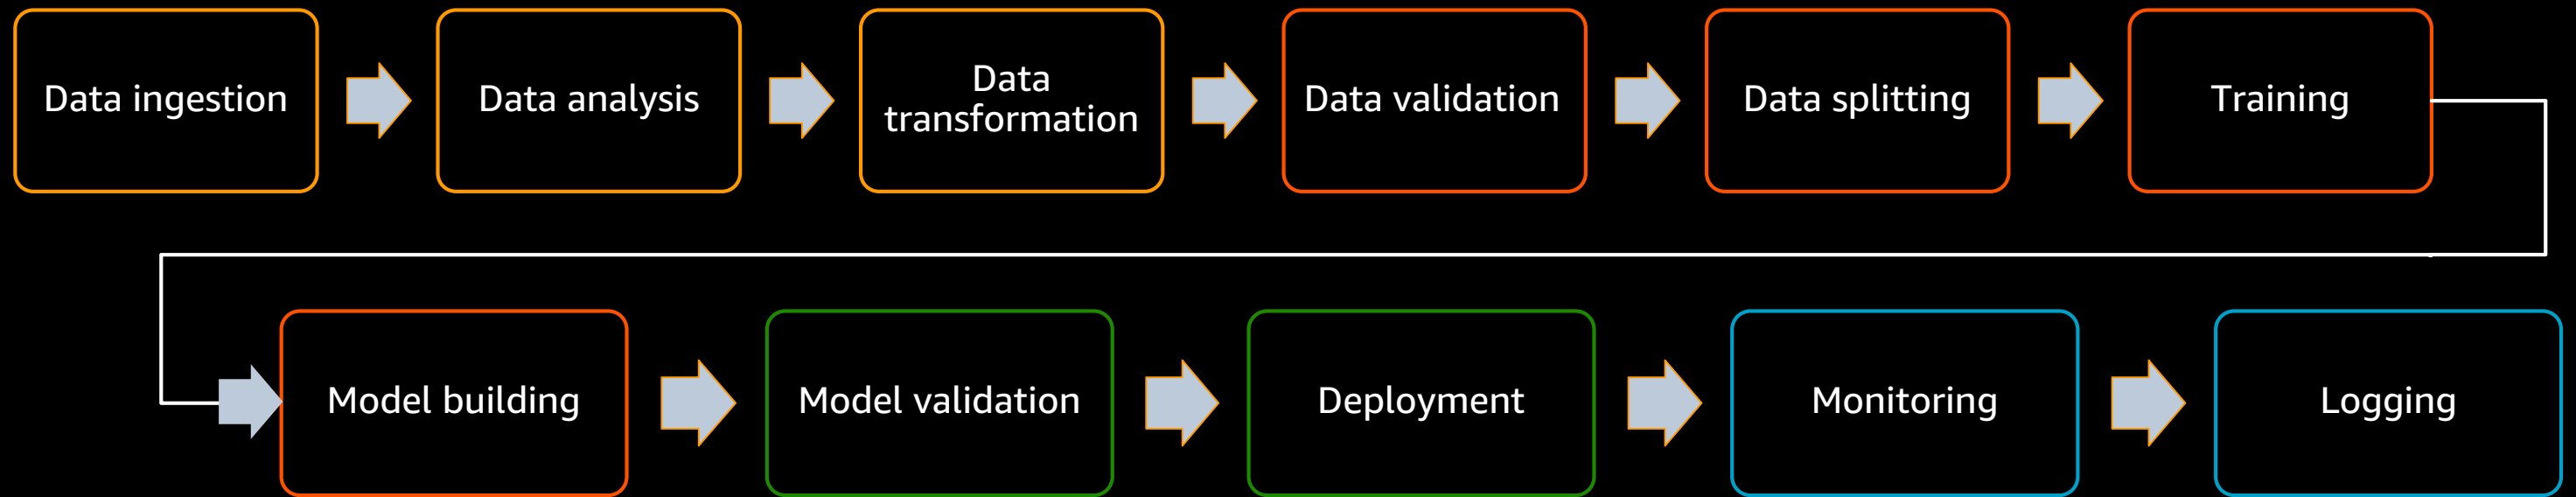 Data ingestion
Data analysis
Data
transformation
Data validation
Data splitting
Training
Model building
Model validation
Deployment
Monitoring
Logging